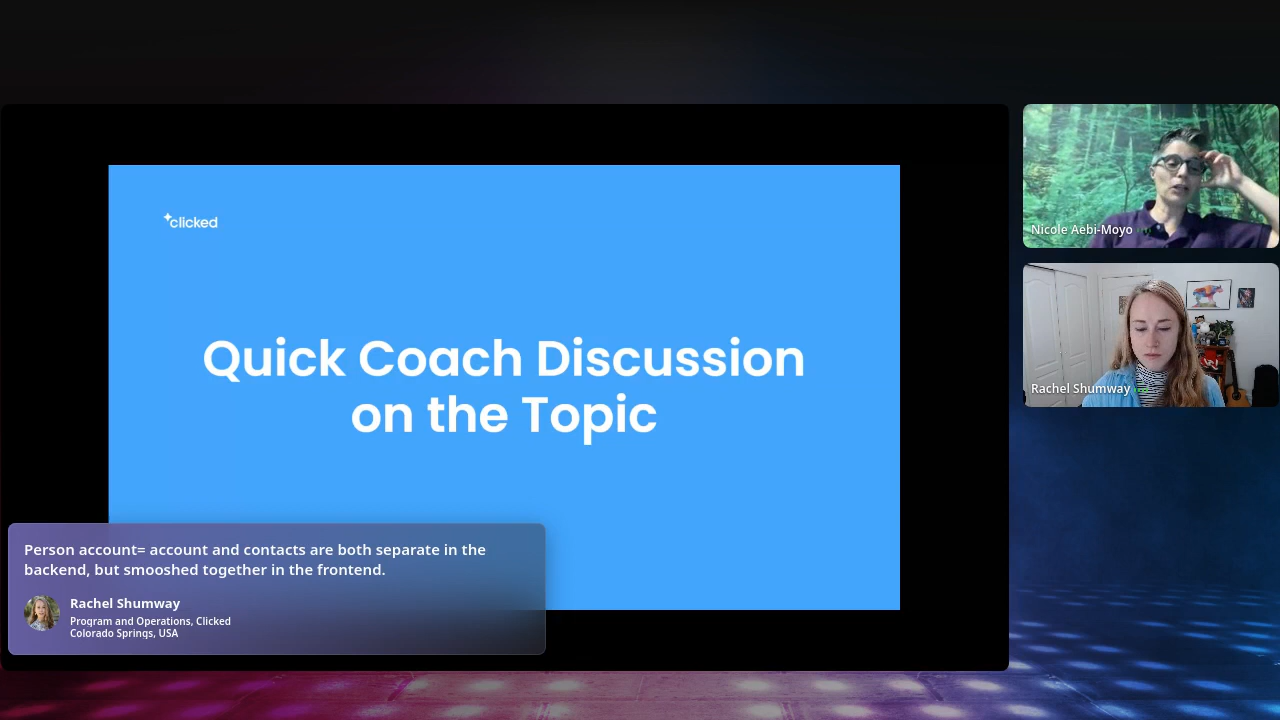 clicked
Quick Coach Discussion
on the Topic
Person account= account and contacts are both separate in the
backend, but smooshed together in the frontend.
Rachel Shumway
Program and Operations, Clicked
Colorado Springs, USA
Nicole Aebi-Moyo
Rachel Shumway